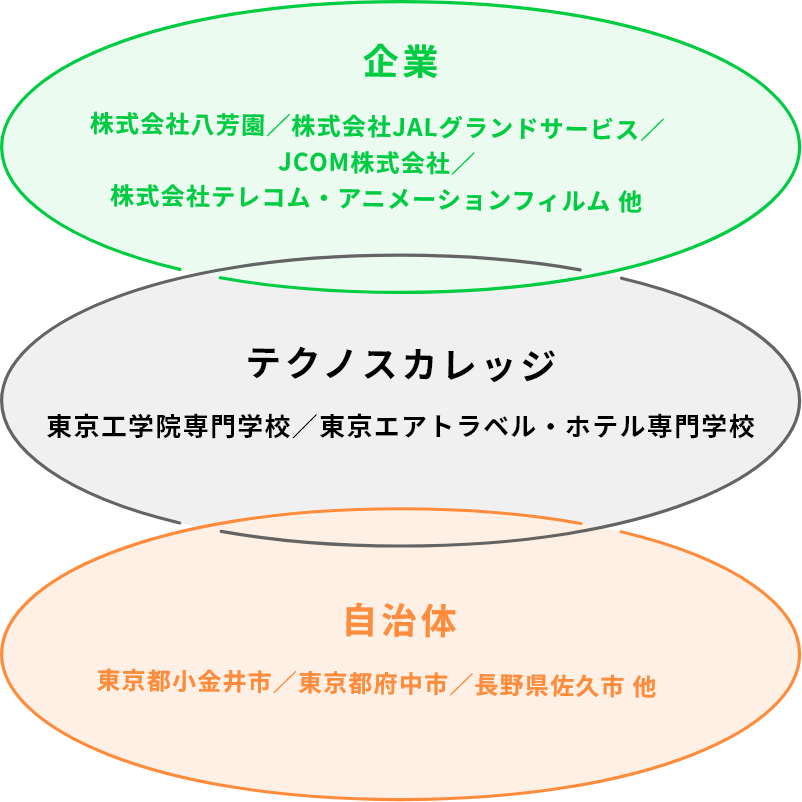 企業
株式会社八芳園／株式会社JALグランドサービス／
JCOM株式会社／
株式会社テレコム・アニメーションフィルム 他
テクノスカレッジ
東京工学院専門学校／東京エアトラベル・ホテル専門学校
自治体
東京都小金井市／東京都府中市／長野県佐久市 他